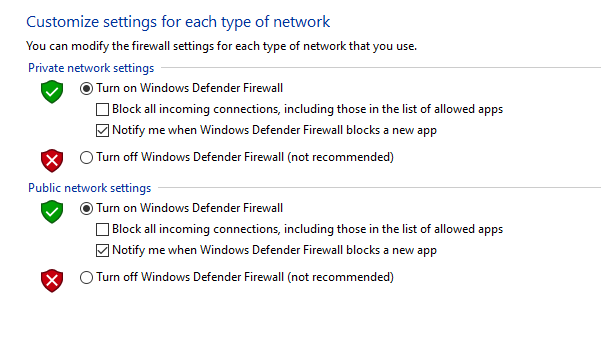 Customize settings for each type of network
You can modify the firewall settings for each type of network that you use.
Private network settings
Turn on Windows Defender Firewall
Block all incoming connections, including those in the list of allowed apps
Notify me when Windows Defender Firewall blocks a new app
Turn off Windows Defender Firewall (not recommended)
Public network settings
Turn on Windows Defender Firewall
Block all incoming connections, including those in the list of allowed apps
Notify me when Windows Defender Firewall blocks a new app
Turn off Windows Defender Firewall (not recommended)